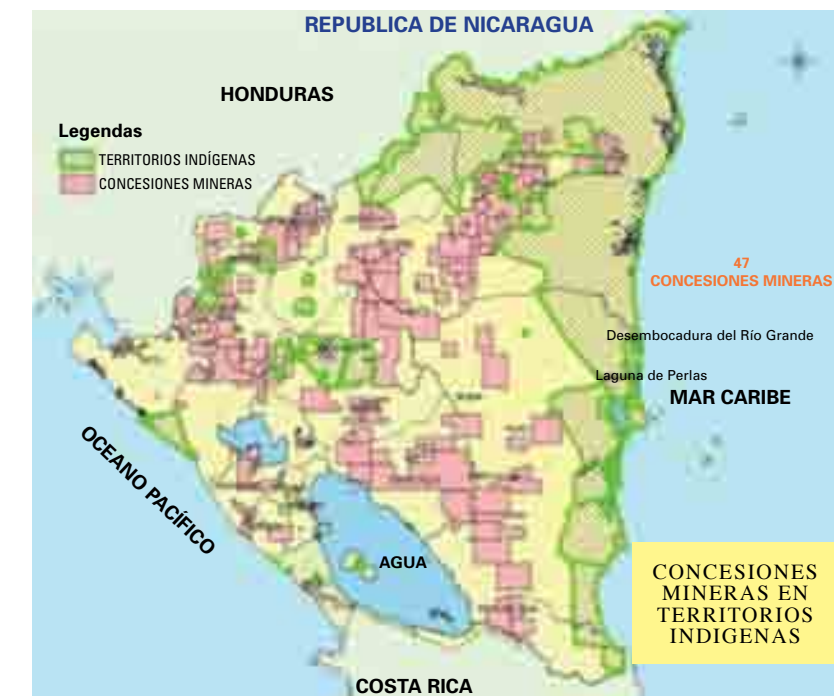 REPUBLICA DE NICARAGUA
HONDURAS
Legendas
TERRITORIOS INDÍGENAS
CONCESIONES MINERAS
47
CONCESIONES MINERAS
Desembocadura del Río Grande
Laguna de Perlas
MAR CARIBE
OCEANO PACÍFICO
AGUA
CONCESIONES
MINERAS EN
TERRITORIOS
INDIGENAS
COSTA RICA